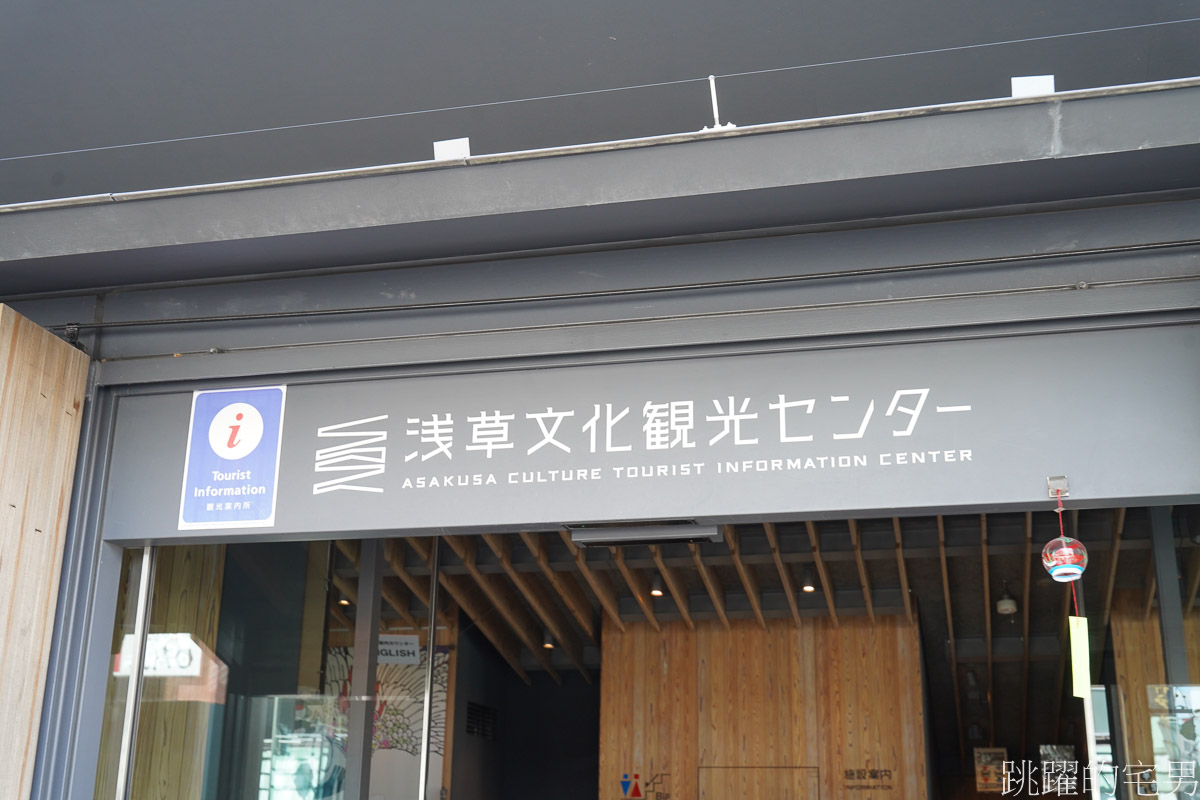 i
Tourist
Information
観光案内所
浅草文化観光センター
ASAKUSA CULTURE TOURIST INFORMATION CENTER
NGLISH
施設案内
INFORMATION
跳躍的宅男